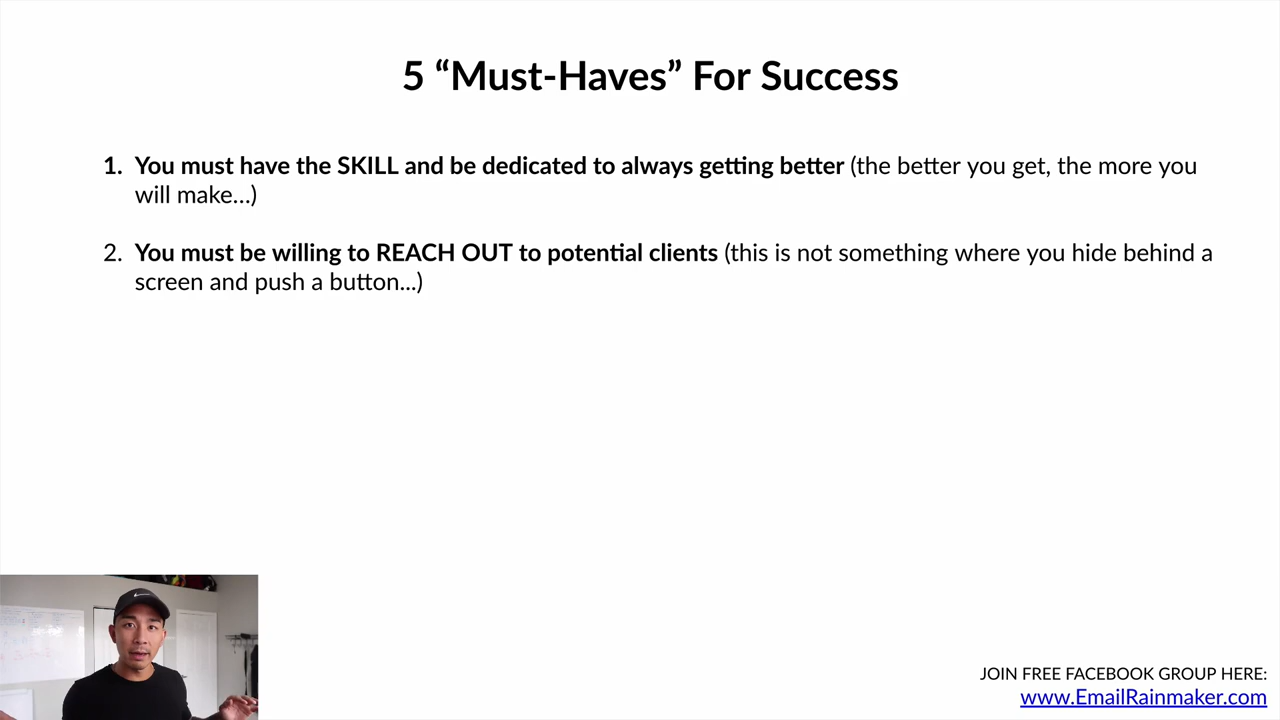 5 “Must-Haves” For Success
1. You must have the SKILL and be dedicated to always getting better (the better you get, the more you
will make...)
2. You must be willing to REACH OUT to potential clients (this is not something where you hide behind a
screen and push a button...)
JOIN FREE FACEBOOK GROUP HERE:
www.EmailRainmaker.com